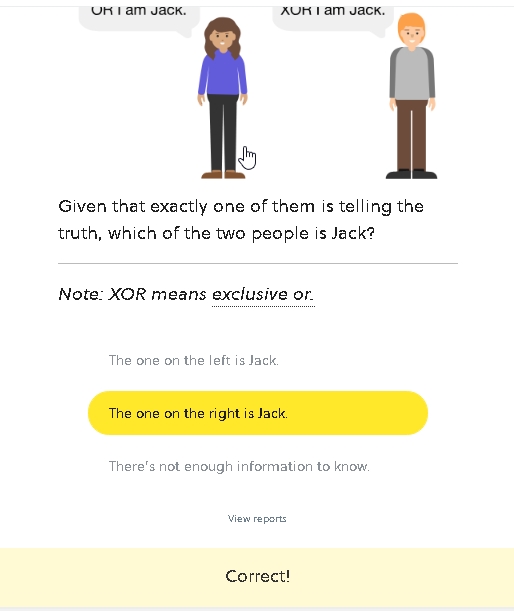 OR I am Jack.
XOR I am Jack.
Given that exactly one of them is telling the
truth, which of the two people is Jack?
Note: XOR means exclusive or.
The one on the left is Jack.
The one on the right is Jack.
There's not enough information to know.
View reports
Correct!